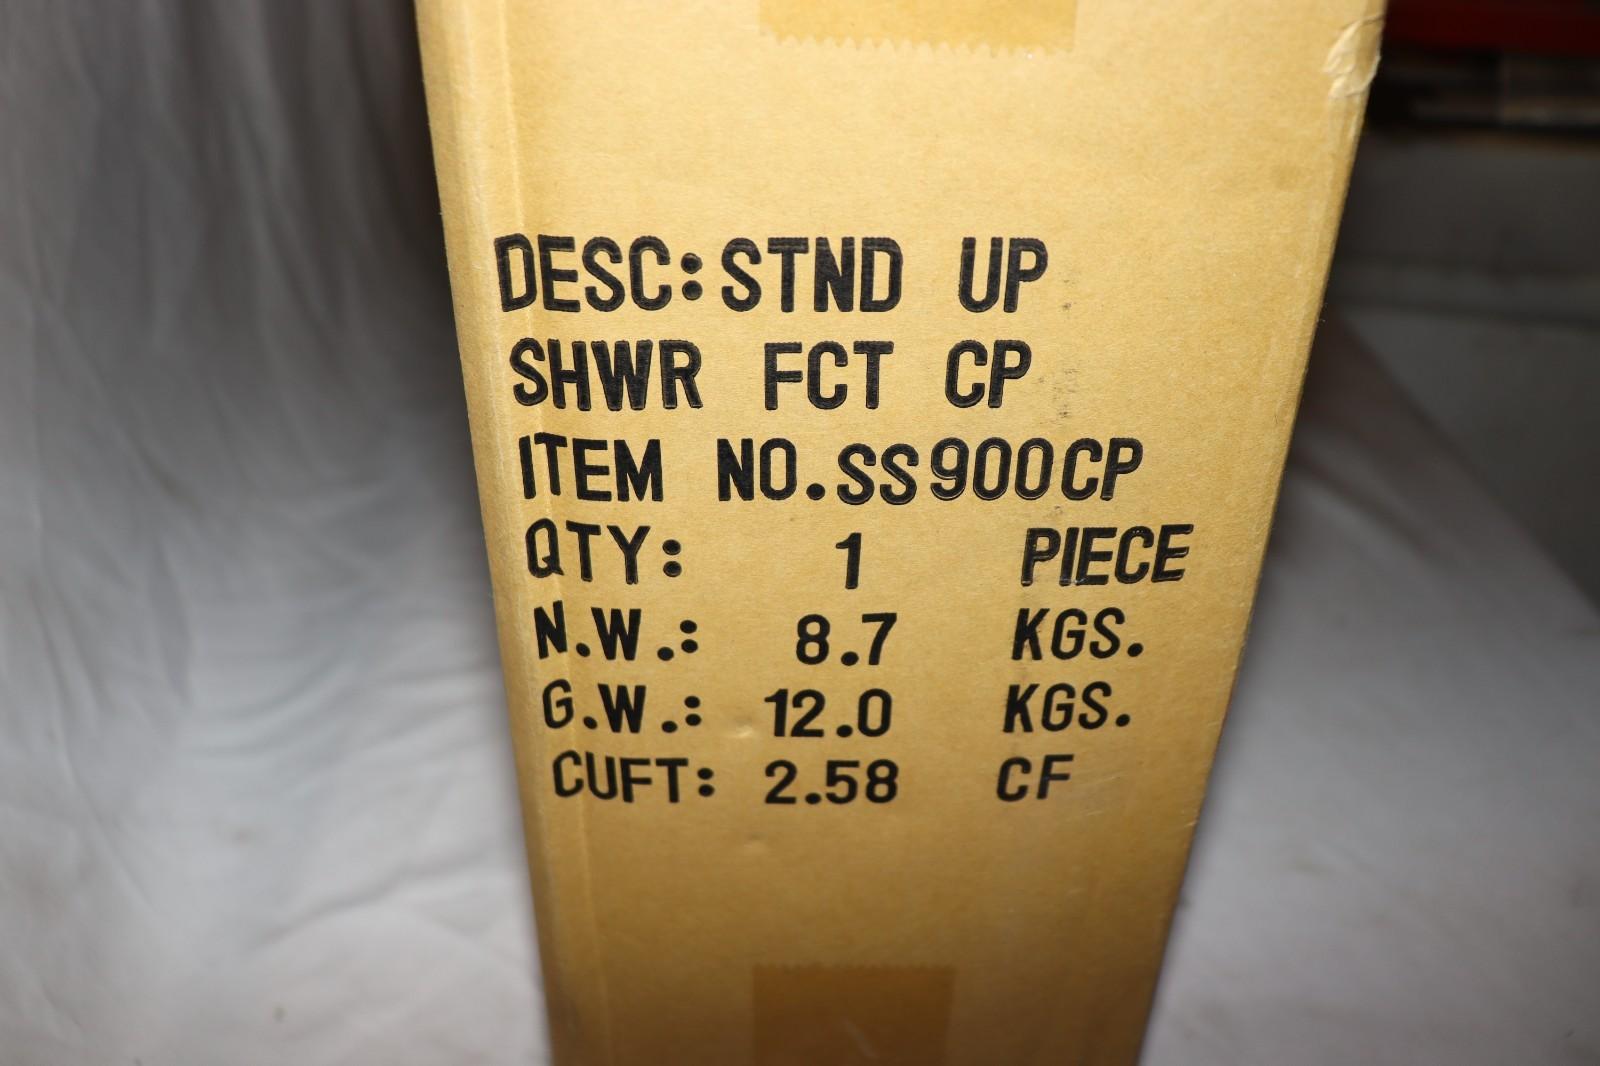 DESC:STND UP
SHWR FCT CP
ITEM NO.SS900CP
QTY: 1 PIECE
N.W.: 8.7 KGS.
G.W.: 12.0 KGS.
CUFT: 2.58 CF